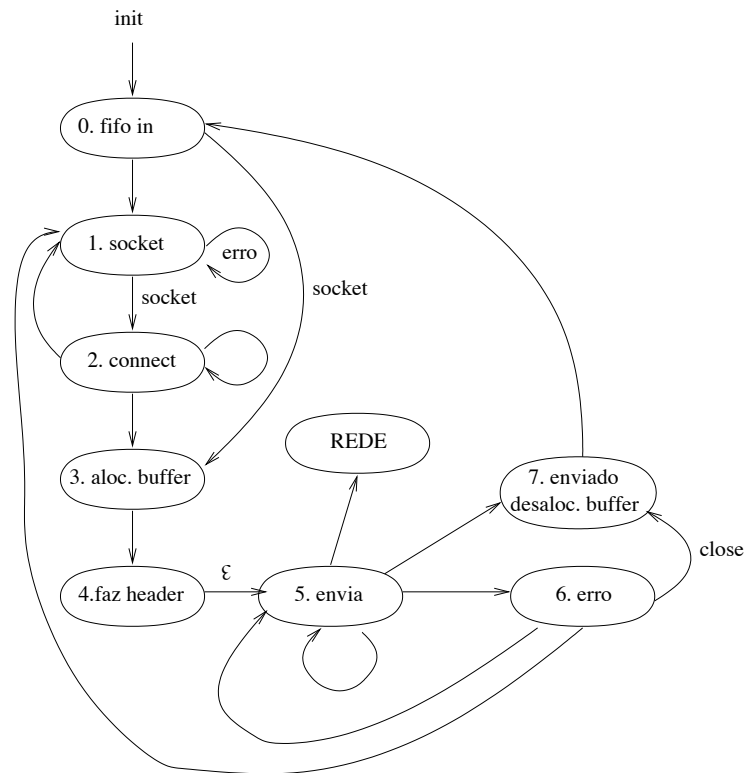 init
0. fifo in
1. socket
erro
socket
socket
2. connect
REDE
3. aloc. buffer
7. enviado
desaloc. buffer
close
4.faz header
ε
5. envia
6. erro